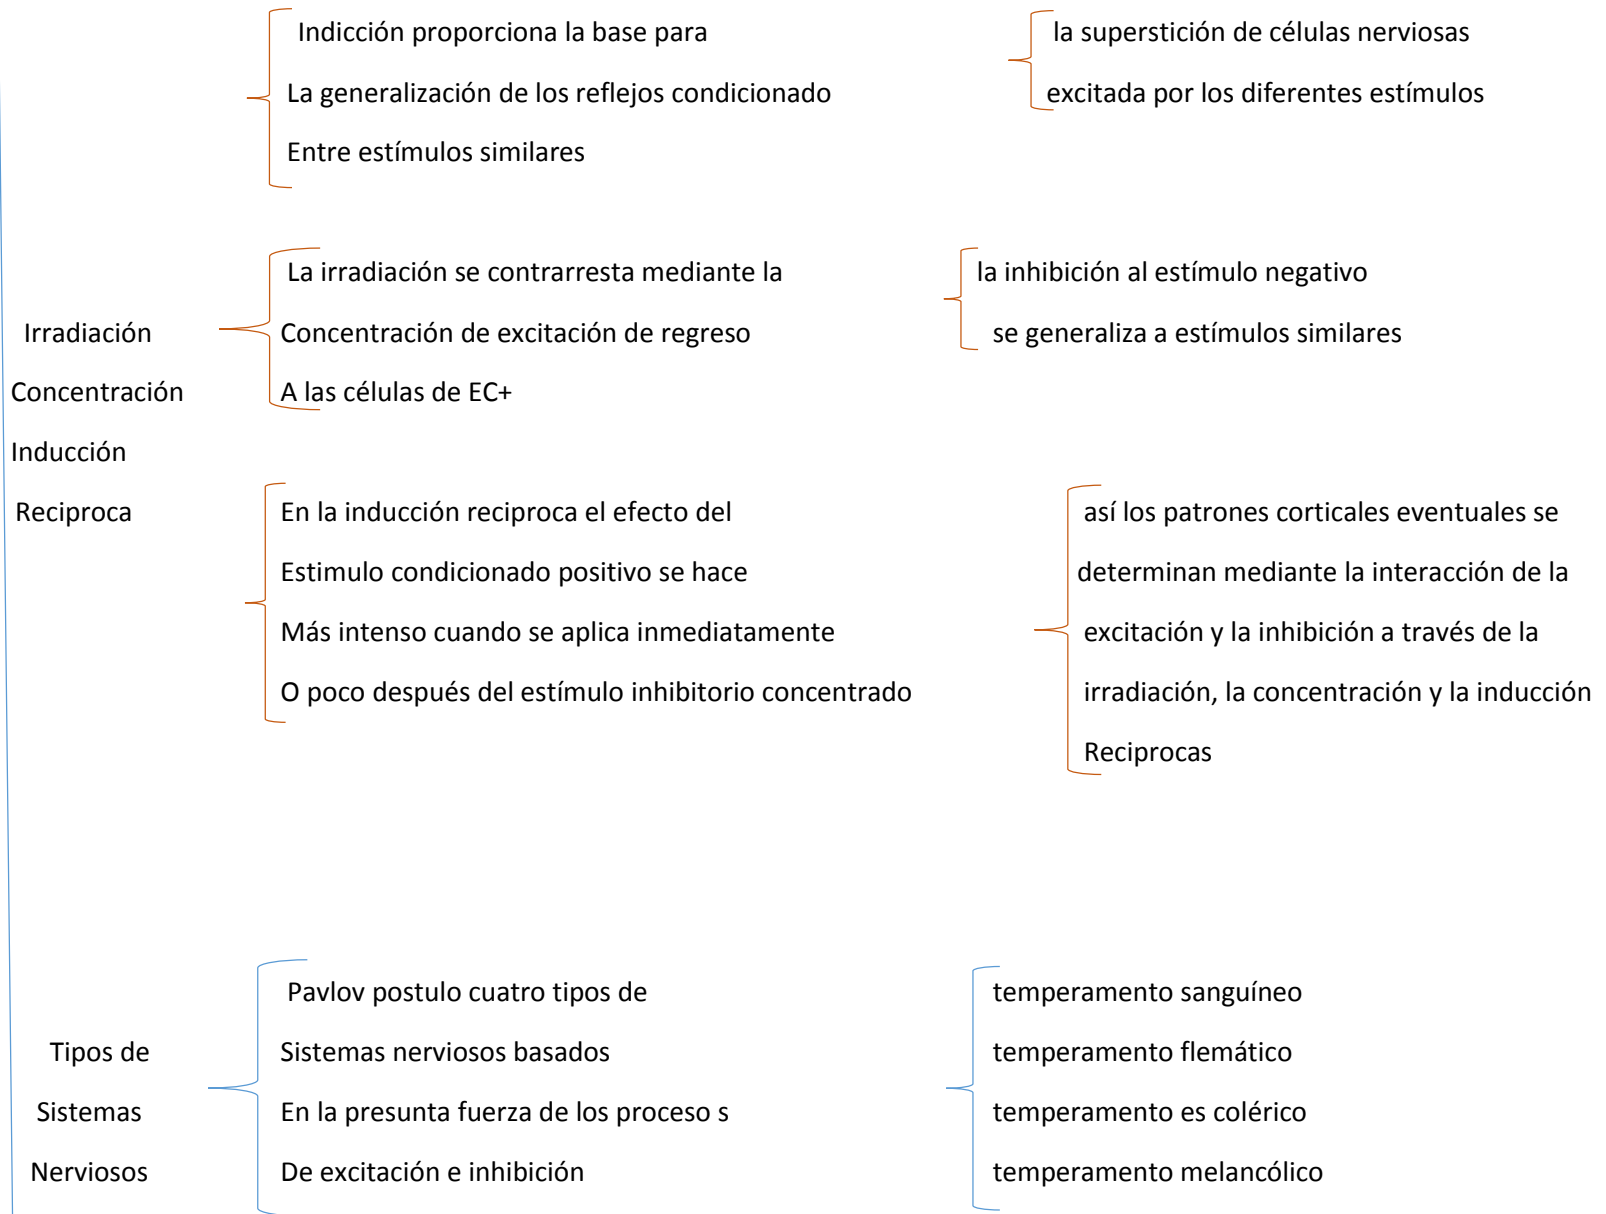 Indicción proporciona la base para
La generalización de los reflejos condicionado
Entre estímulos similares
la superstición de células nerviosas
excitada por los diferentes estímulos
Irradiación
Concentración
Inducción
Reciproca
La irradiación se contrarresta mediante la
Concentración de excitación de regreso
A las células de EC+
la inhibición al estímulo negativo
se generaliza a estímulos similares
En la inducción reciproca el efecto del
Estimulo condicionado positivo se hace
Más intenso cuando se aplica inmediatamente
O poco después del estímulo inhibitorio concentrado
así los patrones corticales eventuales se
determinan mediante la interacción de la
excitación y la inhibición a través de la
irradiación, la concentración y la inducción
Reciprocas
Tipos de
Sistemas
Nerviosos
Pavlov postulo cuatro tipos de
Sistemas nerviosos basados
En la presunta fuerza de los proceso s
De excitación e inhibición
temperamento sanguíneo
temperamento flemático
temperamento es colérico
temperamento melancólico